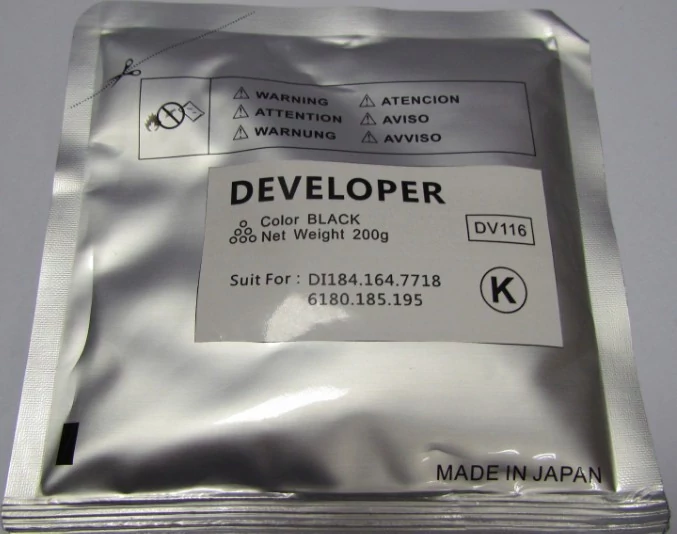 WARNING ATENCION
ATTENTION AVISO
WARNUNG AVVISO
DEVELOPER
Color BLACK
Net Weight 200g
DV116
Suit For : DI184.164.7718
6180.185.195
K
MADE IN JAPAN